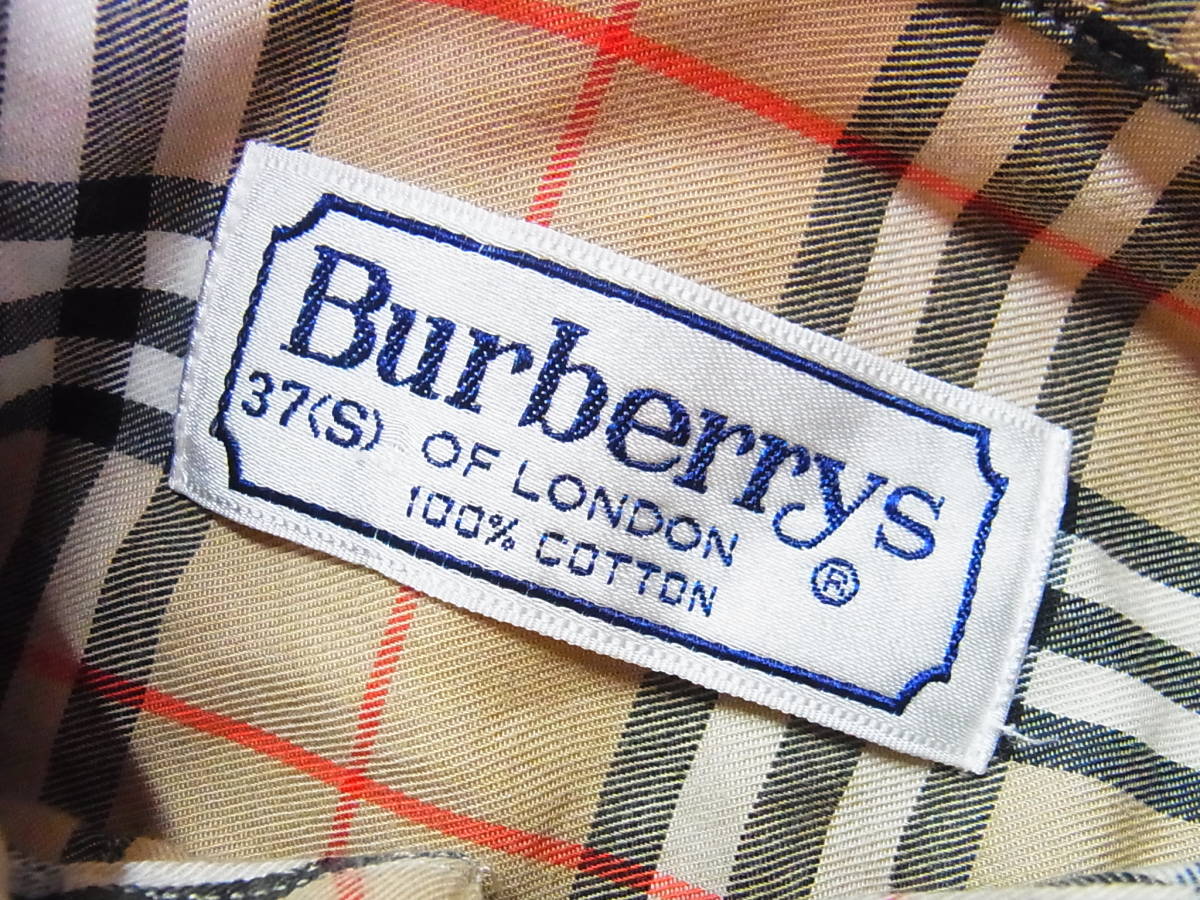 Burberrys
37(S) OF LONDON ®
100% COTTON